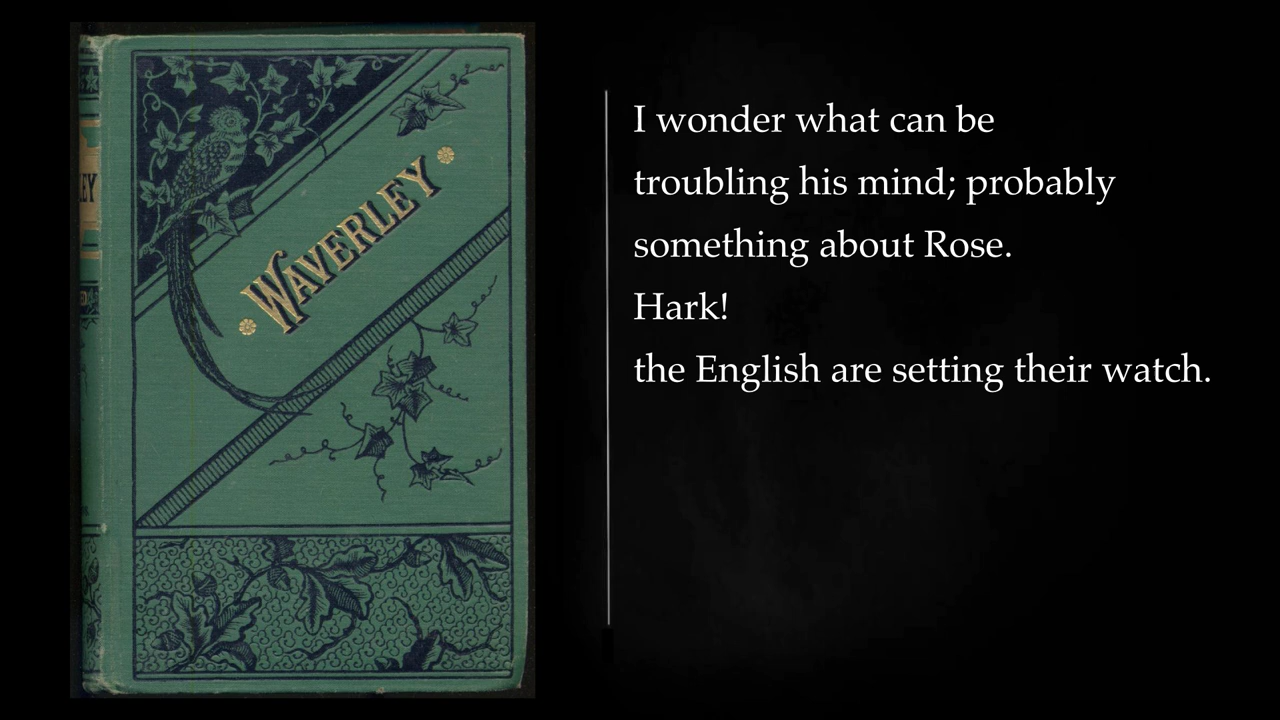 WAVERLEY
I wonder what can be
troubling his mind; probably
something about Rose.
Hark!
the English are setting their watch.